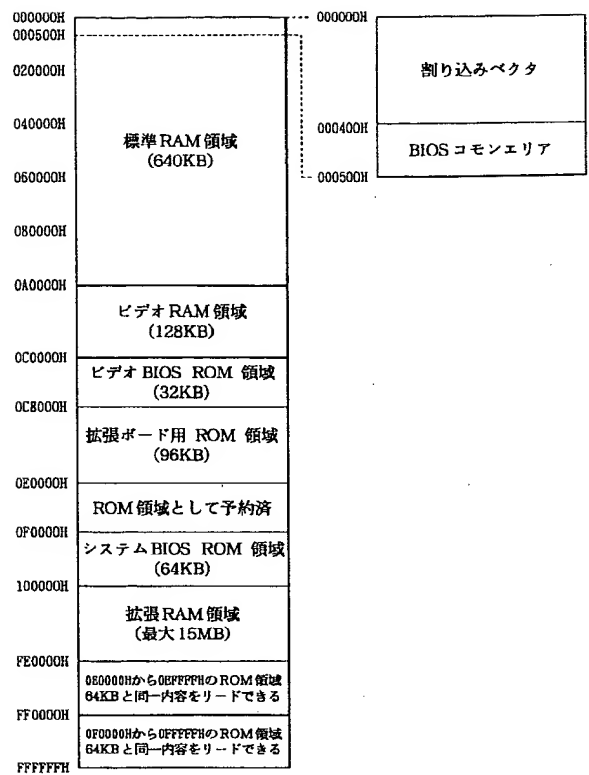 000000H
000500H
020000H
040000H
060000H
080000H
0A0000H
0C0000H
0C8000H
0E0000H
0F0000H
100000H
FE0000H
FF0000H
FFFFFFH
標準RAM領域
(640KB)
ビデオRAM領域
(128KB)
ビデオBIOS ROM 領域
(32KB)
拡張ボード用 ROM 領域
(96KB)
ROM領域として予約済
システムBIOS ROM 領域
(64KB)
拡張RAM領域
(最大15MB)
0E0000Hから0EFFFFHのROM領域
64KBと同一内容をリードできる
0F0000Hから0FFFFFHのROM領域
64KBと同一内容をリードできる
000000H
000400H
000500H
割り込みベクタ
BIOSコモンエリア